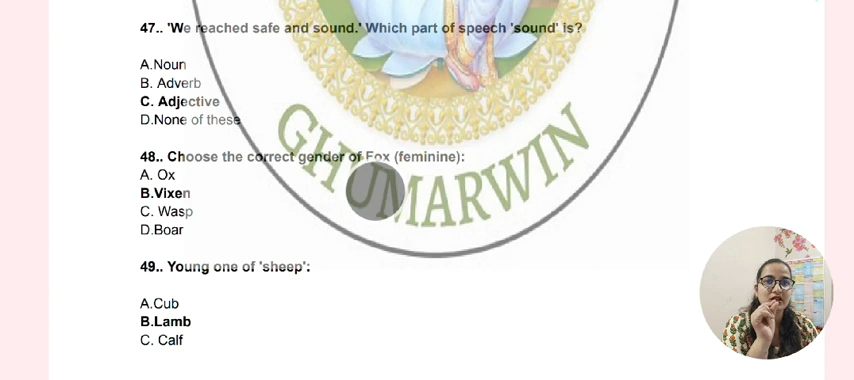 47.. 'We reached safe and sound.' Which part of speech 'sound' is?
A.Noun
B. Adverb
C. Adjective
D.None of these
48.. Choose the correct gender of Fox (feminine):
A. Ox
B.Vixen
C. Wasp
D.Boar
49.. Young one of 'sheep':
A.Cub
B.Lamb
C. Calf
GHUMARWIN